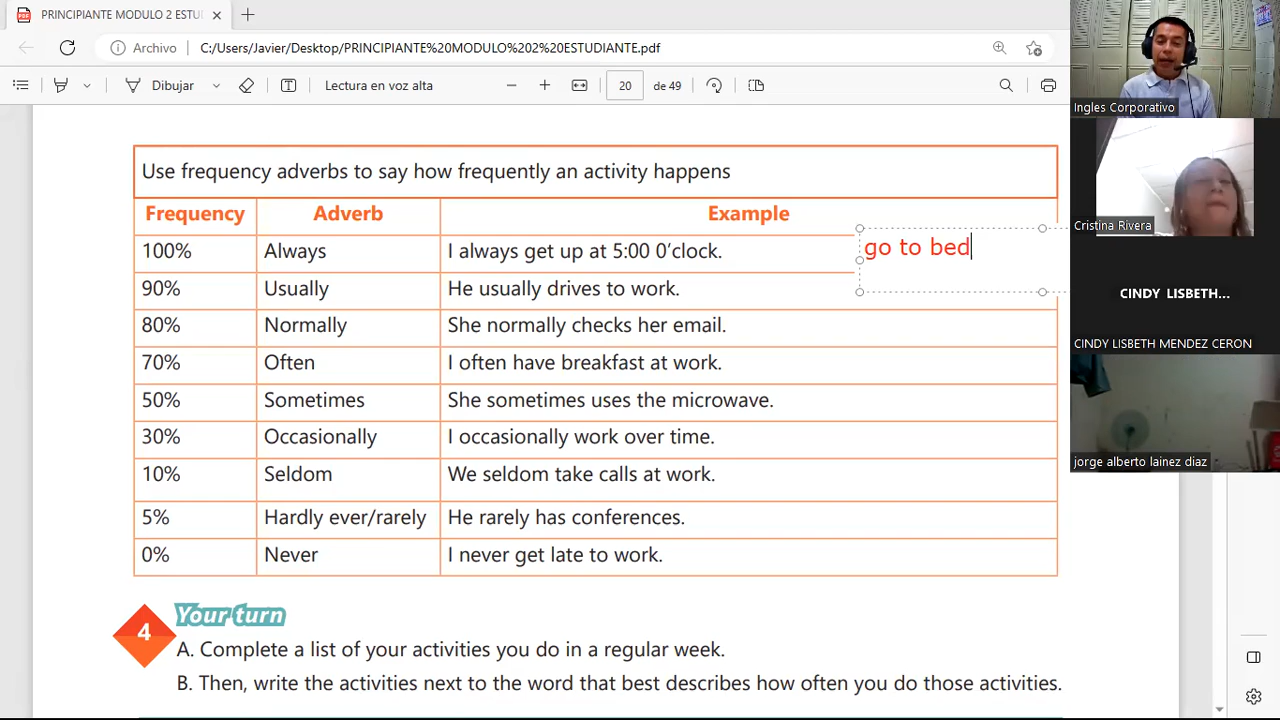 PRINCIPIANTE MODULO 2 ESTU
Archivo C:/Users/Javier/Desktop/PRINCIPIANTE%20MODULO%202%20ESTUDIANTE.pdf
Dibujar Lectura en voz alta 20 de 49
Use frequency adverbs to say how frequently an activity happens
Frequency Adverb Example
100% Always I always get up at 5:00 0’clock.
go to bed
90% Usually He usually drives to work.
80% Normally She normally checks her email.
70% Often I often have breakfast at work.
50% Sometimes She sometimes uses the microwave.
30% Occasionally I occasionally work over time.
10% Seldom We seldom take calls at work.
5% Hardly ever/rarely He rarely has conferences.
0% Never I never get late to work.
4 Your turn
A. Complete a list of your activities you do in a regular week.
B. Then, write the activities next to the word that best describes how often you do those activities.
Ingles Corporativo
Cristina Rivera
CINDY LISBETH...
CINDY LISBETH MENDEZ CERON
jorge alberto lainez diaz